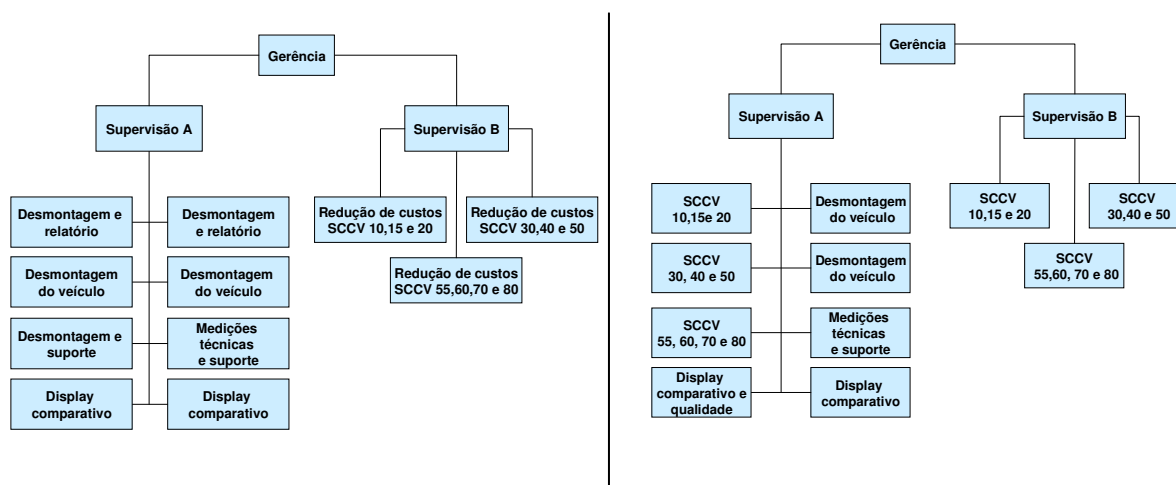 Gerência
Supervisão A
Supervisão B
Desmontagem e
relatório
Desmontagem
e relatório
Desmontagem
do veículo
Desmontagem
do veículo
Desmontagem e
suporte
Medições
técnicas
e suporte
Display
comparativo
Display
comparativo
Redução de custos
SCCV 10,15 e 20
Redução de custos
SCCV 30,40 e 50
Redução de custos
SCCV 55,60,70 e 80
Gerência
Supervisão A
Supervisão B
SCCV
10,15e 20
Desmontagem
do veículo
SCCV
30, 40 e 50
Desmontagem
do veículo
SCCV
55, 60, 70 e 80
Medições
técnicas
e suporte
Display
comparativo e
qualidade
Display
comparativo
SCCV
10,15 e 20
SCCV
30,40 e 50
SCCV
55,60, 70 e 80